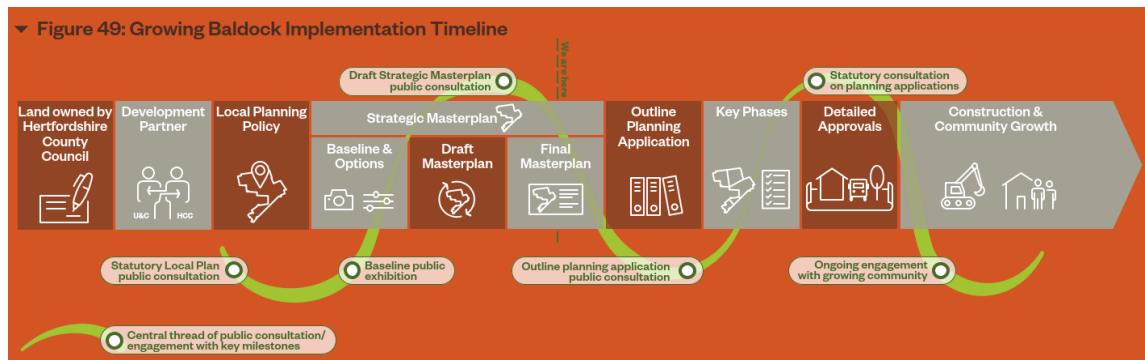 Figure 49: Growing Baldock Implementation Timeline
We are here
Draft Strategic Masterplan
public consultation
Statutory consultation
on planning applications
Land owned by
Hertfordshire
County
Council
Development
Partner
U&C
HCC
Local Planning
Policy
Strategic Masterplan
Baseline &
Options
Draft
Masterplan
Final
Masterplan
Outline
Planning
Application
Key Phases
Detailed
Approvals
Construction &
Community Growth
Statutory Local Plan
public consultation
Baseline public
exhibition
Outline planning application
public consultation
Ongoing engagement
with growing community
Central thread of public consultation/
engagement with key milestones